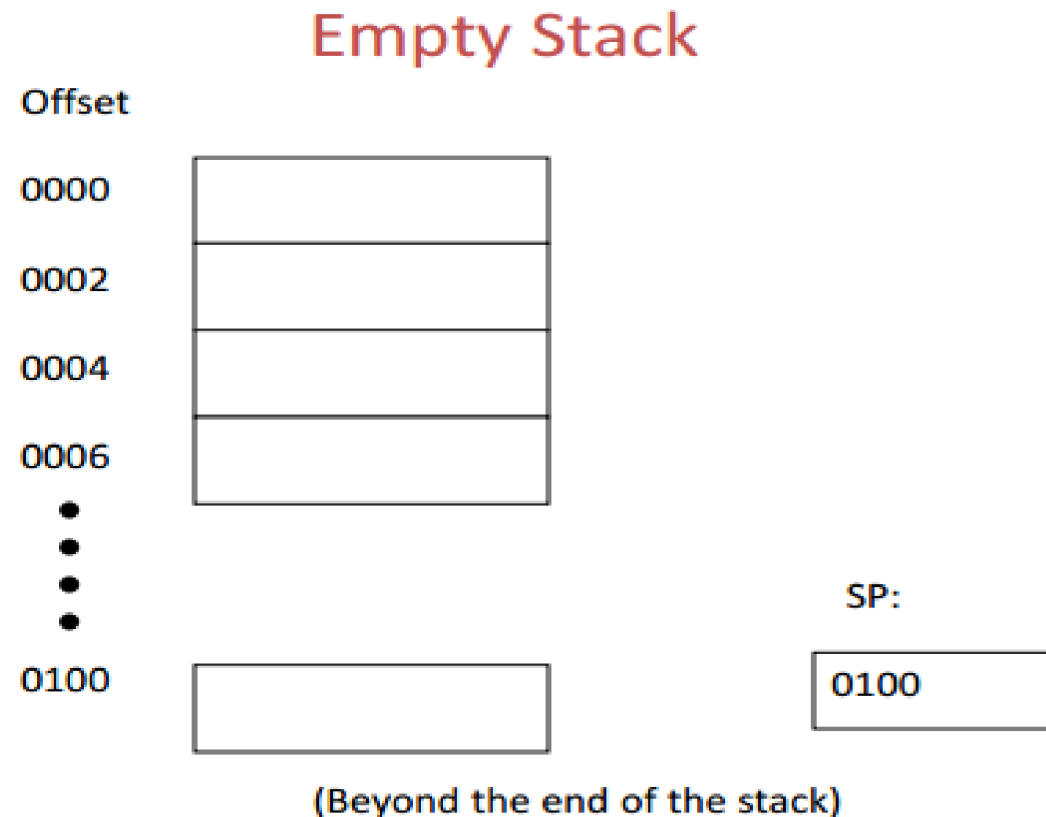 Empty Stack
Offset
0000
0002
0004
0006
SP:
0100
0100
(Beyond the end of the stack)